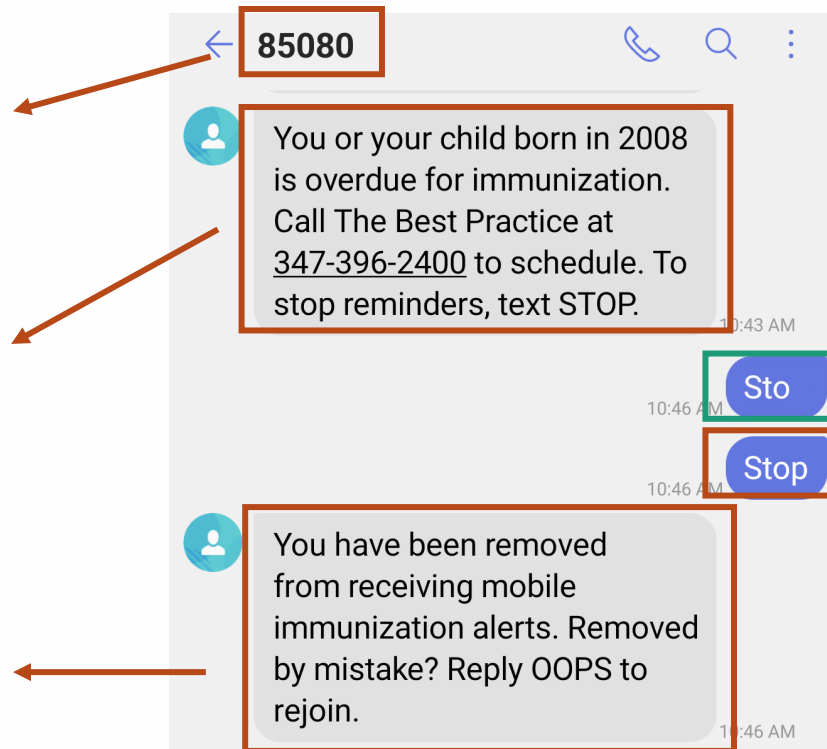 85080
You or your child born in 2008
is overdue for immunization.
Call The Best Practice at
347-396-2400 to schedule. To
stop reminders, text STOP.
10:43 AM
Sto
10:46 AM
Stop
10:46 AM
You have been removed
from receiving mobile
immunization alerts. Removed
by mistake? Reply OOPS to
rejoin.
10:46 AM